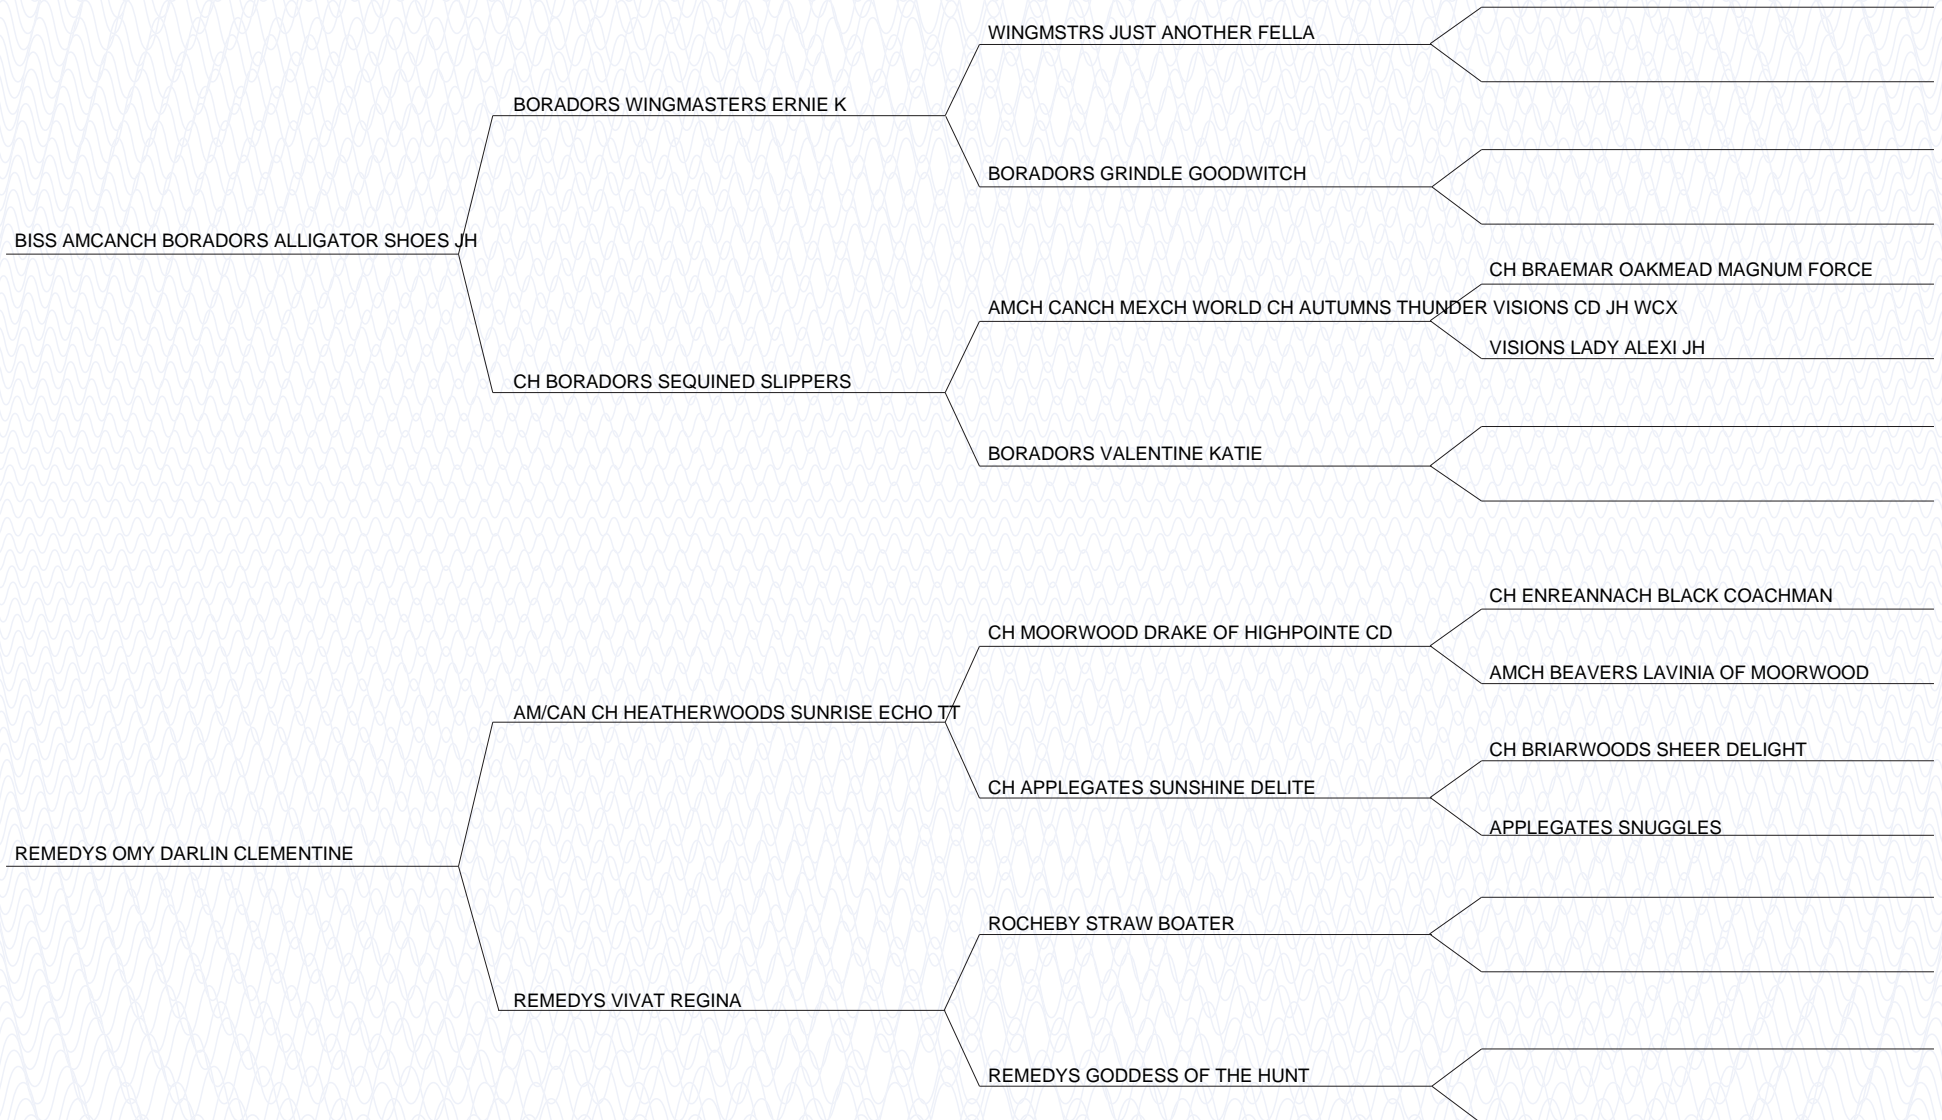 WINGMSTRS JUST ANOTHER FELLA
BORADORS WINGMASTERS ERNIE K
BORADORS GRINDLE GOODWITCH
BISS AMCANCH BORADORS ALLIGATOR SHOES JH
CH BRAEMAR OAKMEAD MAGNUM FORCE
AMCH CANCH MEXCH WORLD CH AUTUMNS THUNDER VISIONS CD JH WCX
VISIONS LADY ALEXI JH
CH BORADORS SEQUINED SLIPPERS
BORADORS VALENTINE KATIE
CH ENREANNACH BLACK COACHMAN
CH MOORWOOD DRAKE OF HIGHPOINTE CD
AMCH BEAVERS LAVINIA OF MOORWOOD
AM/CAN CH HEATHERWOODS SUNRISE ECHO TT
CH BRIARWOODS SHEER DELIGHT
CH APPLEGATES SUNSHINE DELITE
APPLEGATES SNUGGLES
REMEDYS OMY DARLIN CLEMENTINE
ROCHEBY STRAW BOATER
REMEDYS VIVAT REGINA
REMEDYS GODDESS OF THE HUNT